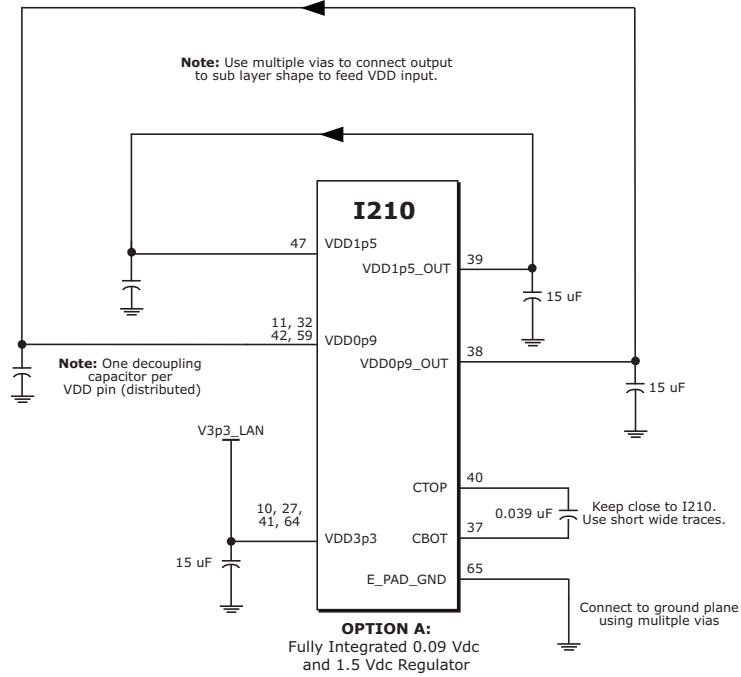 Note: Use multiple vias to connect output
to sub layer shape to feed VDD input.
I210
47
VDD1p5
39
VDD1p5_OUT
15 uF
11, 32
42, 59
VDD0p9
38
VDD0p9_OUT
15 uF
Note: One decoupling
capacitor per
VDD pin (distributed)
V3p3_LAN
40
CTOP
0.039 uF
Keep close to I210.
Use short wide traces.
10, 27,
41, 64
VDD3p3
37
CBOT
15 uF
65
E_PAD_GND
Connect to ground plane
using mulitple vias
OPTION A:
Fully Integrated 0.09 Vdc
and 1.5 Vdc Regulator